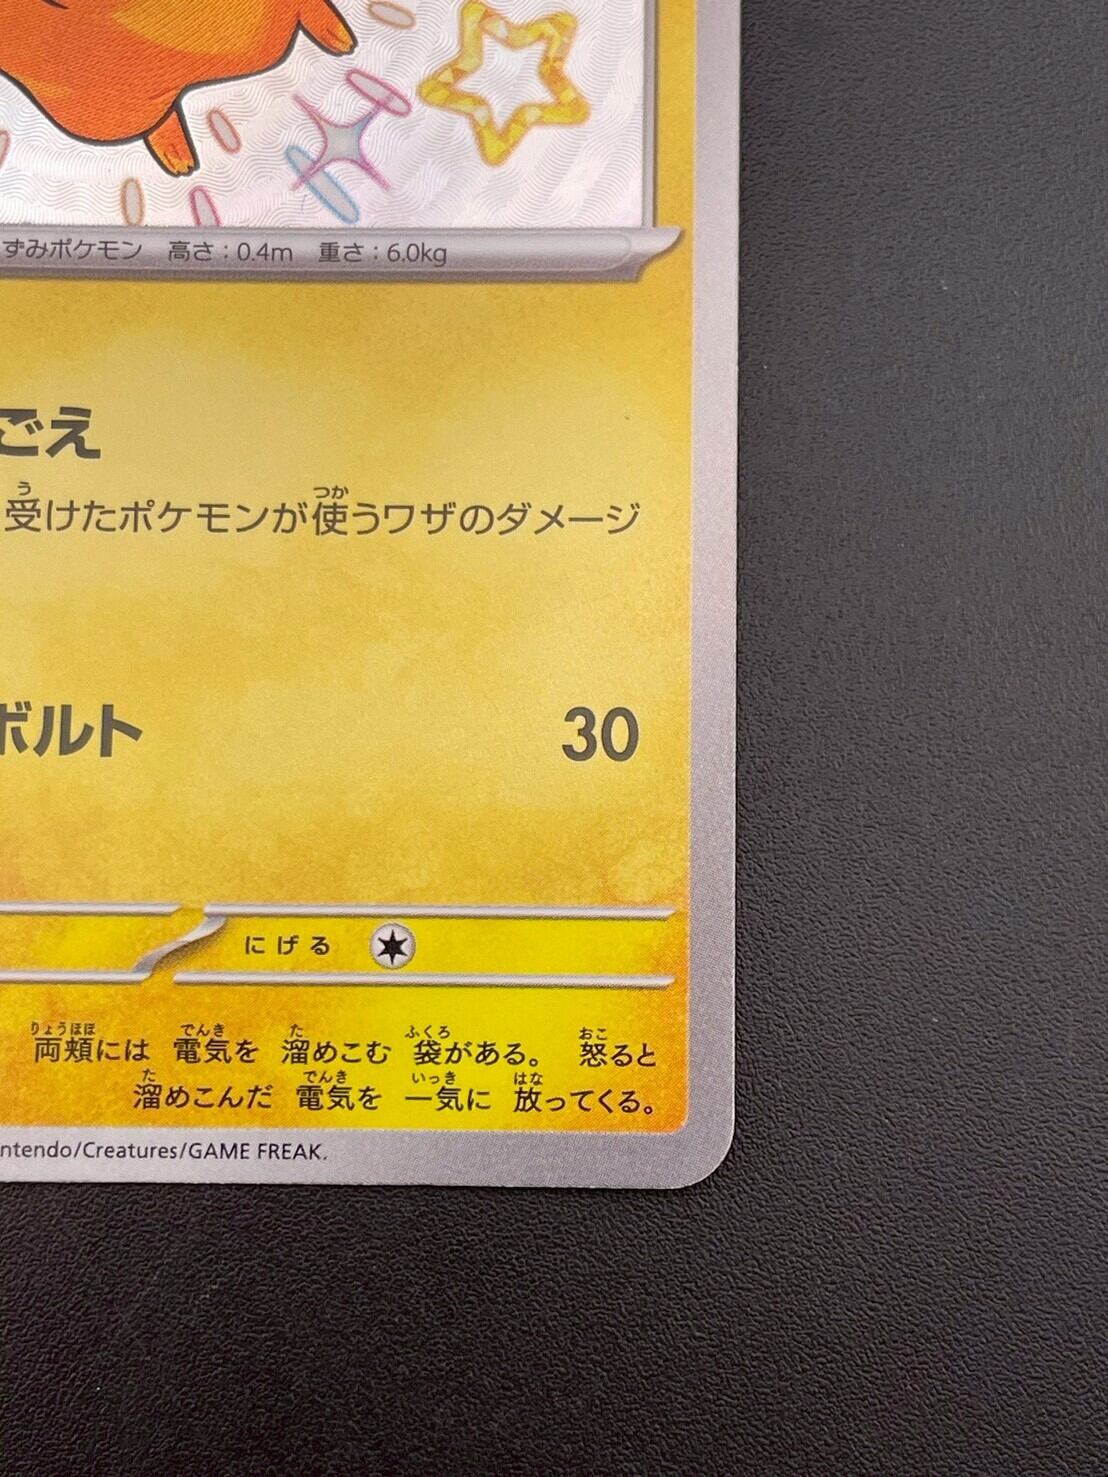 ずみポケモン 高さ：0.4m 重さ：6.0kg
ごえ
受けたポケモンが使うワザのダメージ
ボルト 30
にげる
両頬には 電気を 溜めこむ 袋がある。 怒ると
溜めこんだ 電気を 一気に 放ってくる。
ntendo/Creatures/GAME FREAK.